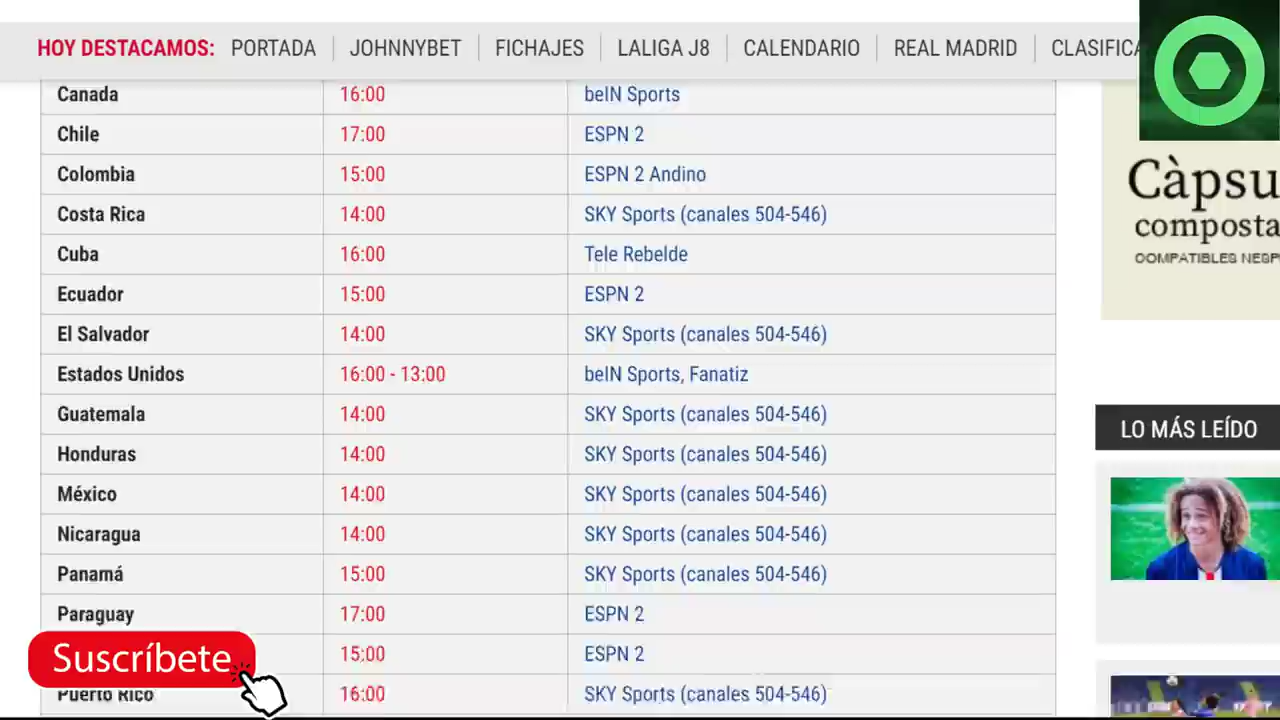 HOY DESTACAMOS: PORTADA JOHNNYBET FICHAJES LALIGA J8 CALENDARIO REAL MADRID CLASIFICA
Canada 16:00 beIN Sports
Chile 17:00 ESPN 2
Colombia 15:00 ESPN 2 Andino
Costa Rica 14:00 SKY Sports (canales 504-546)
Cuba 16:00 Tele Rebelde
Ecuador 15:00 ESPN 2
El Salvador 14:00 SKY Sports (canales 504-546)
Estados Unidos 16:00 - 13:00 beIN Sports, Fanatiz
Guatemala 14:00 SKY Sports (canales 504-546)
Honduras 14:00 SKY Sports (canales 504-546)
México 14:00 SKY Sports (canales 504-546)
Nicaragua 14:00 SKY Sports (canales 504-546)
Panamá 15:00 SKY Sports (canales 504-546)
Paraguay 17:00 ESPN 2
15:00 ESPN 2
Puerto Rico 16:00 SKY Sports (canales 504-546)
Suscríbete
Càpsu
composta
COMPATIBLES NESP
LO MÁS LEÍDO